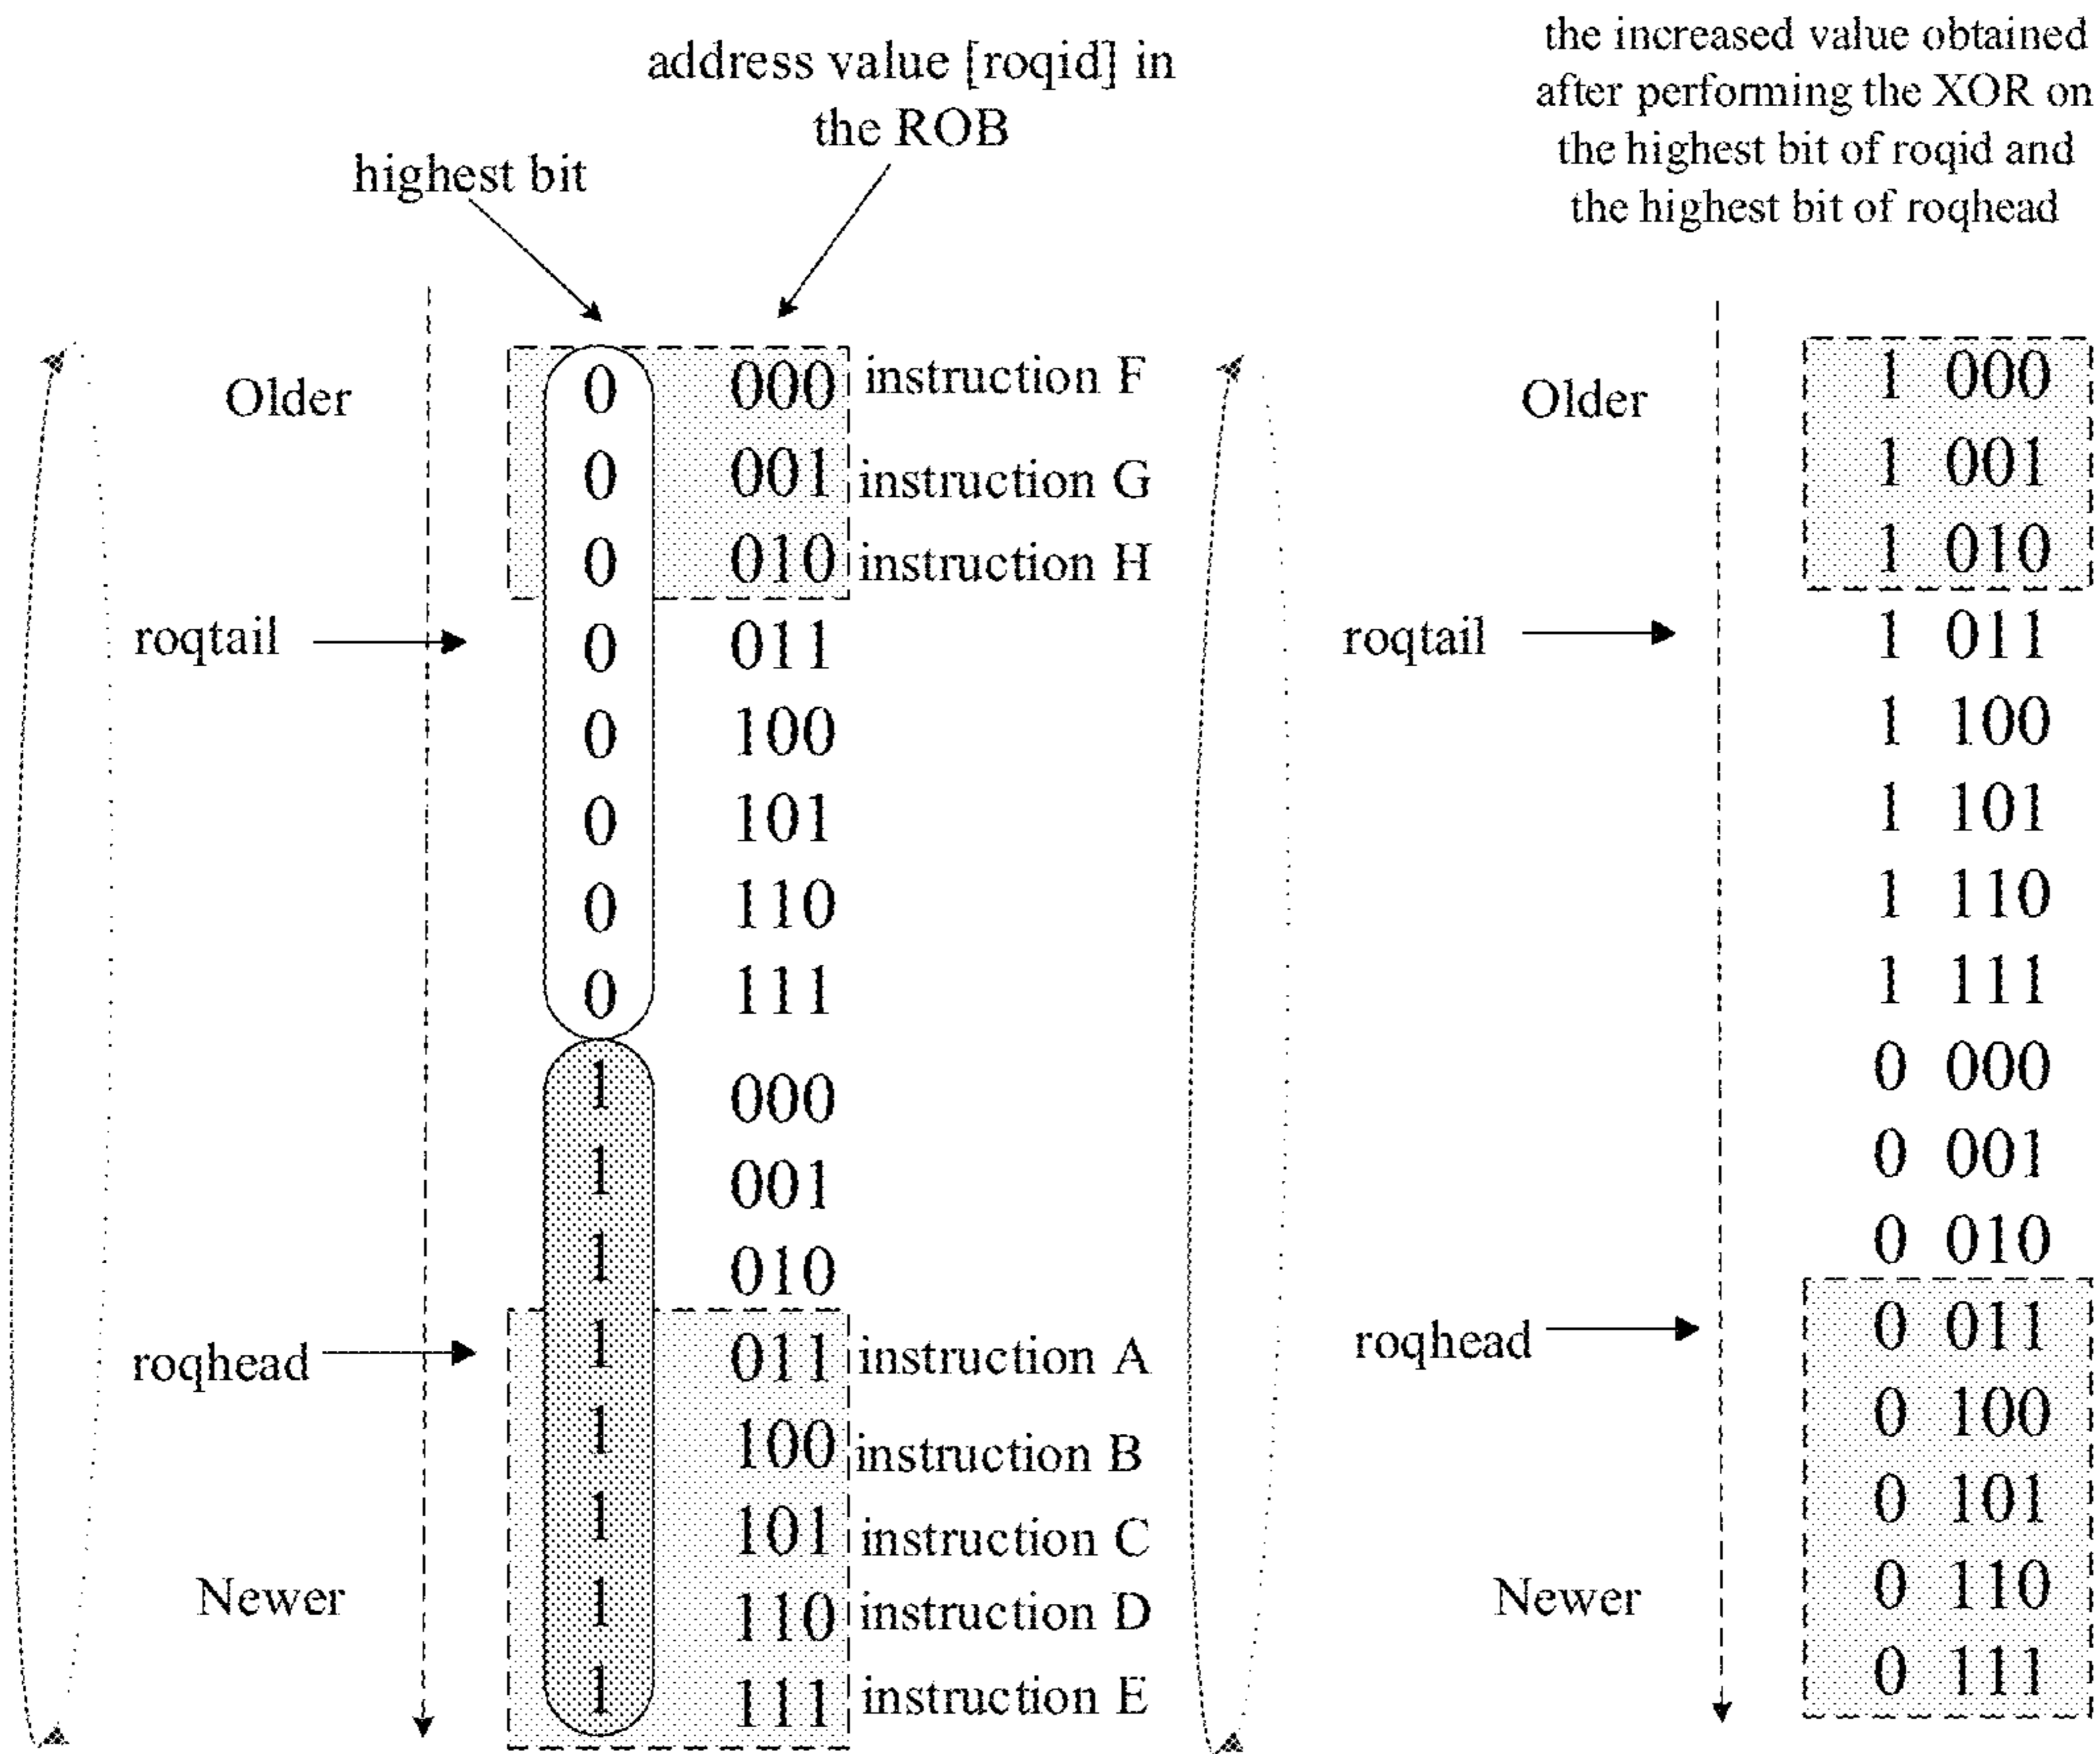 address value [roqid] in
the ROB
highest bit
the increased value obtained
after performing the XOR on
the highest bit of roqid and
the highest bit of roqhead
Older
0 000 instruction F
0 001 instruction G
0 010 instruction H
roqtail
0 011
0 100
0 101
0 110
0 111
1 000
1 001
1 010
roqhead
1 011 instruction A
1 100 instruction B
1 101 instruction C
Newer
1 110 instruction D
1 111 instruction E
Older
1 000
1 001
1 010
roqtail
1 011
1 100
1 101
1 110
1 111
0 000
0 001
0 010
roqhead
0 011
0 100
0 101
Newer
0 110
0 111